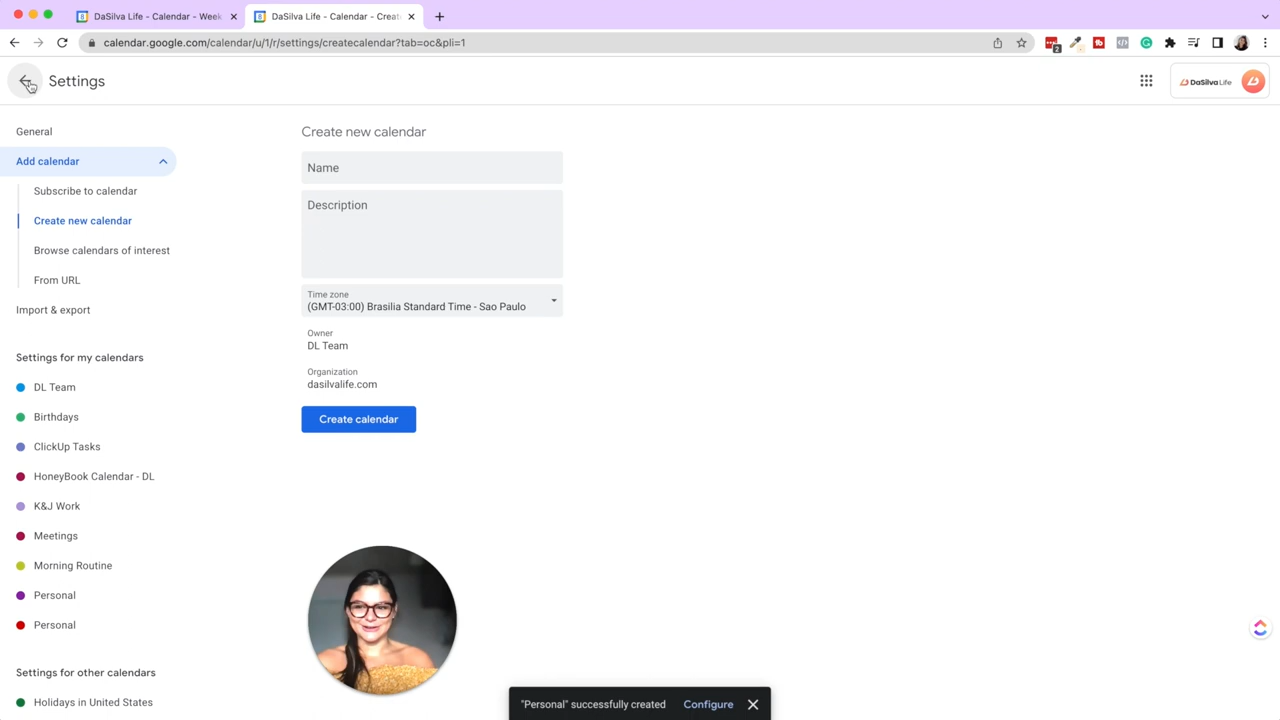 DaSilva Life - Calendar - Week
DaSilva Life - Calendar - Creat
calendar.google.com/calendar/u/1/r/settings/createcalendar?tab=oc&pli=1
2
Settings
DaSilva Life
General
Add calendar
Subscribe to calendar
Create new calendar
Browse calendars of interest
From URL
Import & export
Settings for my calendars
DL Team
Birthdays
ClickUp Tasks
HoneyBook Calendar - DL
K&J Work
Meetings
Morning Routine
Personal
Personal
Settings for other calendars
Holidays in United States
Create new calendar
Name
Description
Time zone
(GMT-03:00) Brasilia Standard Time - Sao Paulo
Owner
DL Team
Organization
dasilvalife.com
Create calendar
"Personal" successfully created Configure